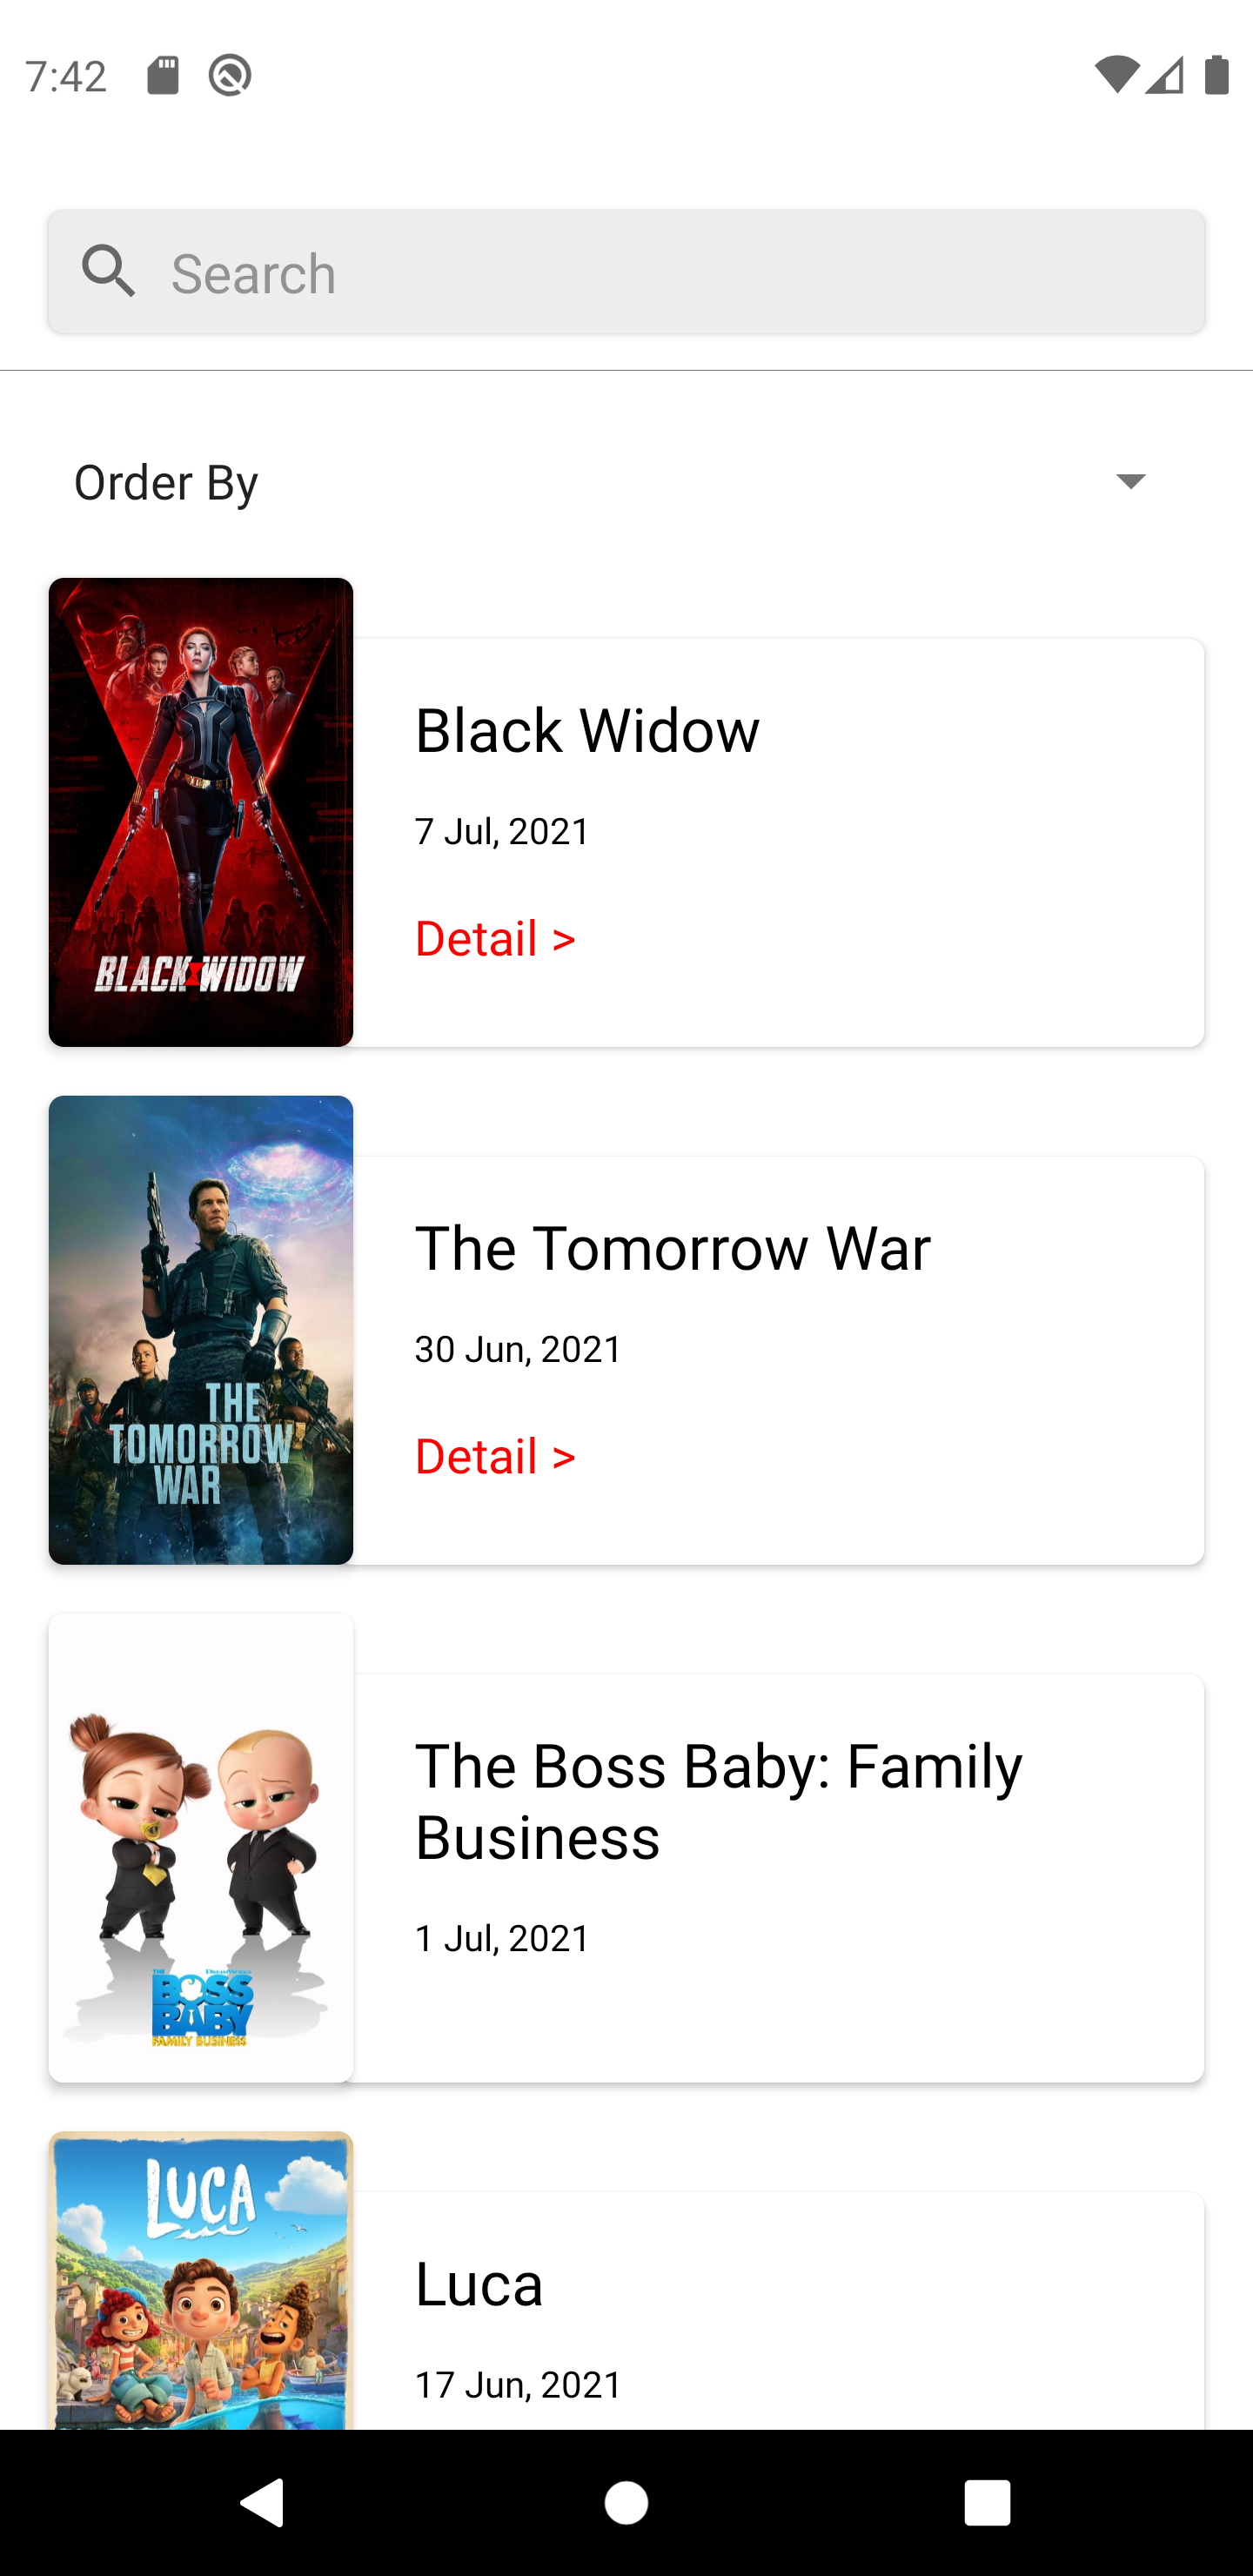 7:42
Search
Order By
BLACK WIDOW
Black Widow
7 Jul, 2021
Detail >
THE
TOMORROW
WAR
The Tomorrow War
30 Jun, 2021
Detail >
THE
DREAMWORKS
BOSS
BABY
FAMILY BUSINESS
The Boss Baby: Family
Business
1 Jul, 2021
LUCA
Luca
17 Jun, 2021